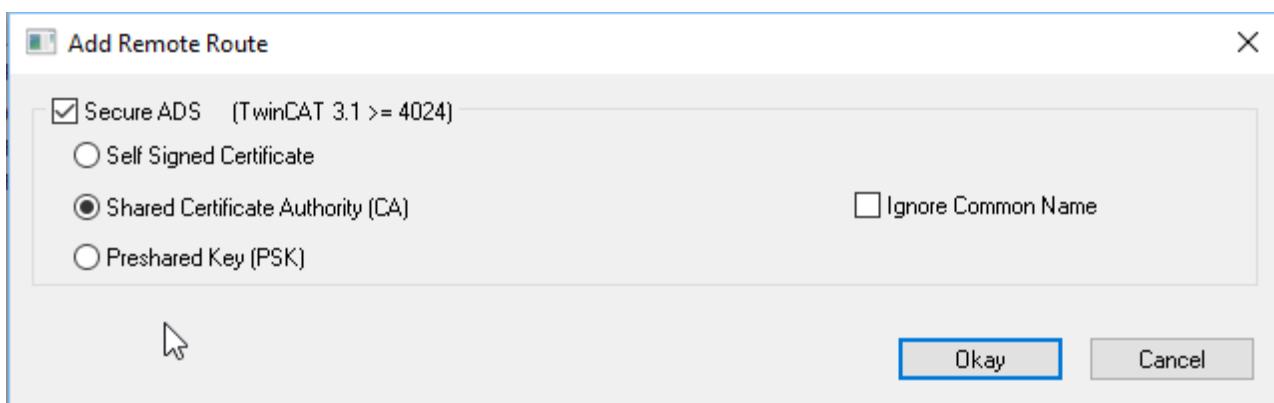 Add Remote Route
Secure ADS (TwinCAT 3.1 >= 4024)
Self Signed Certificate
Shared Certificate Authority (CA)
Ignore Common Name
Preshared Key (PSK)
Okay
Cancel